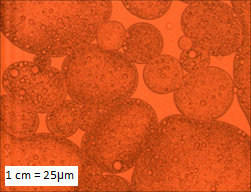 1 cm = 25µm